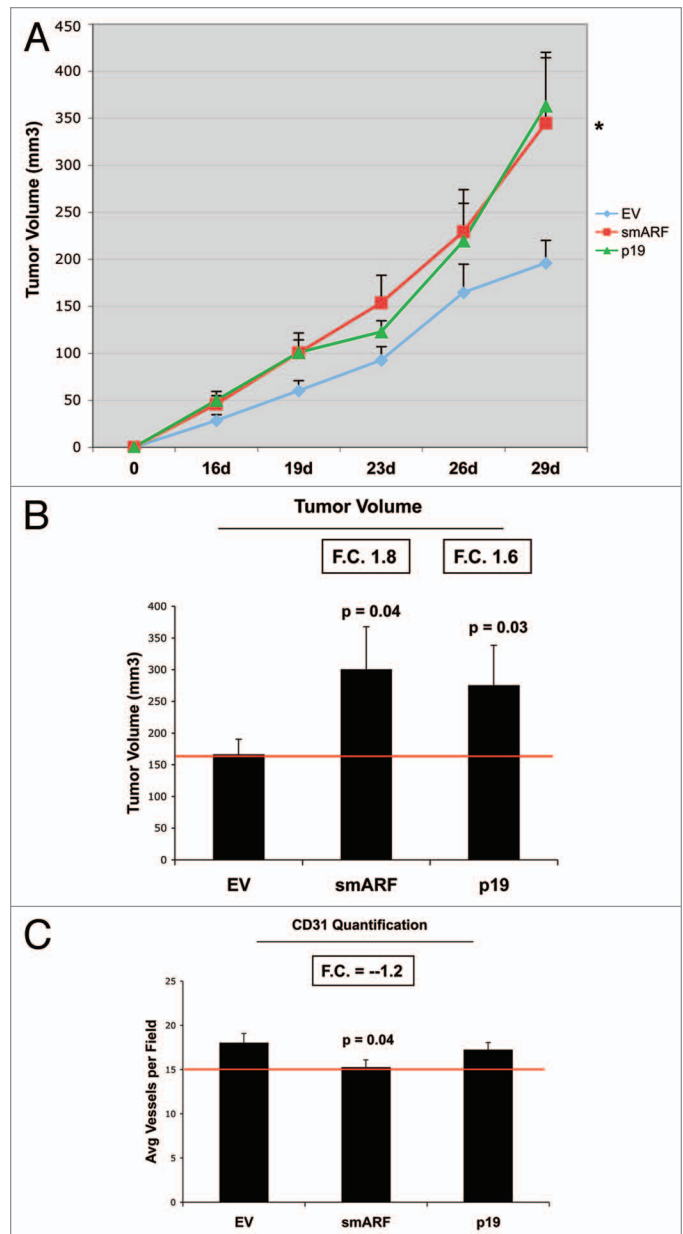 A
Tumor Volume (mm3)
450
400
350
300
250
200
150
100
50
0
0 16d 19d 23d 26d 29d
*
EV
smARF
p19
B
Tumor Volume
F.C. 1.8 F.C. 1.6
p = 0.04 p = 0.03
Tumor Volume (mm3)
400
350
300
250
200
150
100
50
0
EV smARF p19
C
CD31 Quantification
F.C. = --1.2
p = 0.04
Avg Vessels per Field
25
20
15
10
5
0
EV smARF p19